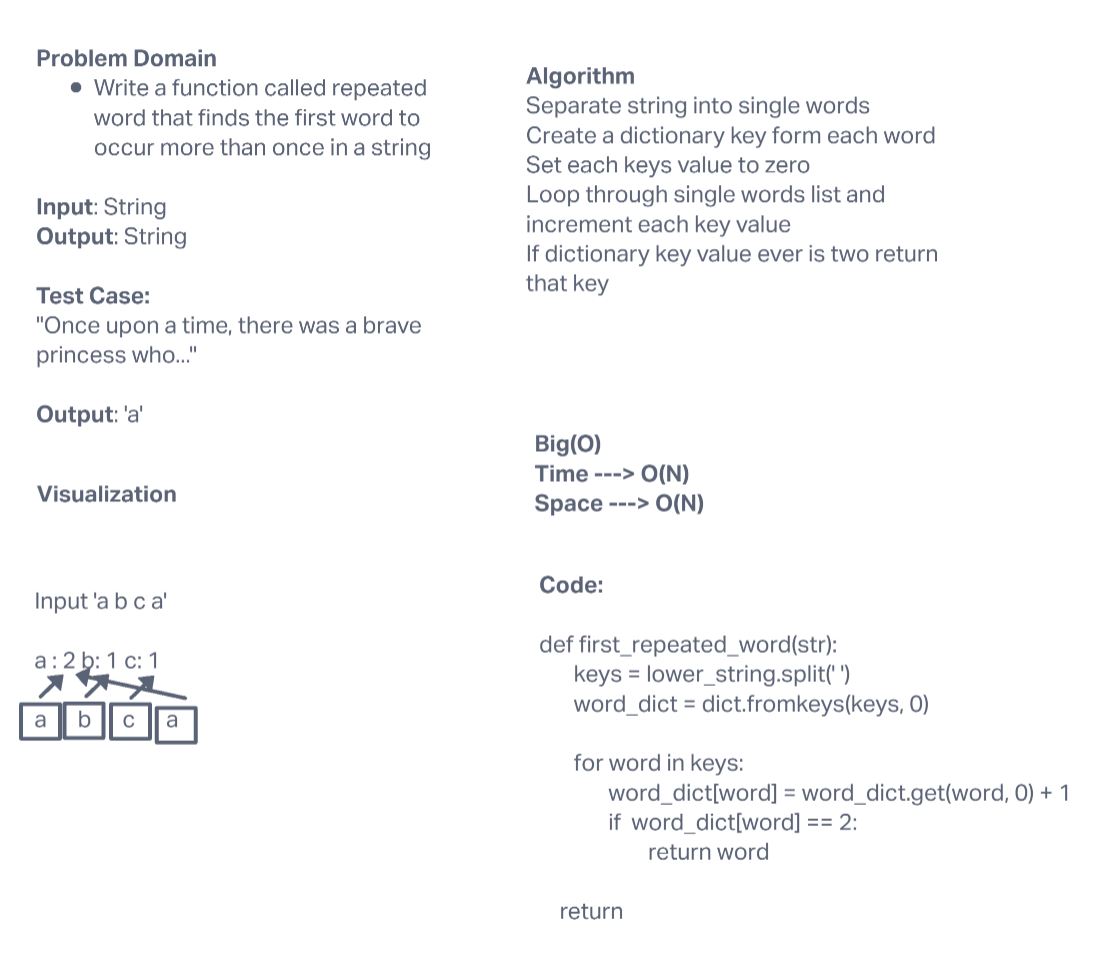 Problem Domain
● Write a function called repeated
word that finds the first word to
occur more than once in a string
Input: String
Output: String
Test Case:
"Once upon a time, there was a brave
princess who..."
Output: 'a'
Visualization
Input 'a b c a'
a : 2 b: 1 c: 1
a b c a
Algorithm
Separate string into single words
Create a dictionary key form each word
Set each keys value to zero
Loop through single words list and
increment each key value
If dictionary key value ever is two return
that key
Big(O)
Time ---> O(N)
Space ---> O(N)
Code:
def first_repeated_word(str):
keys = lower_string.split(' ')
word_dict = dict.fromkeys(keys, 0)
for word in keys:
word_dict[word] = word_dict.get(word, 0) + 1
if  word_dict[word] == 2:
return word
return